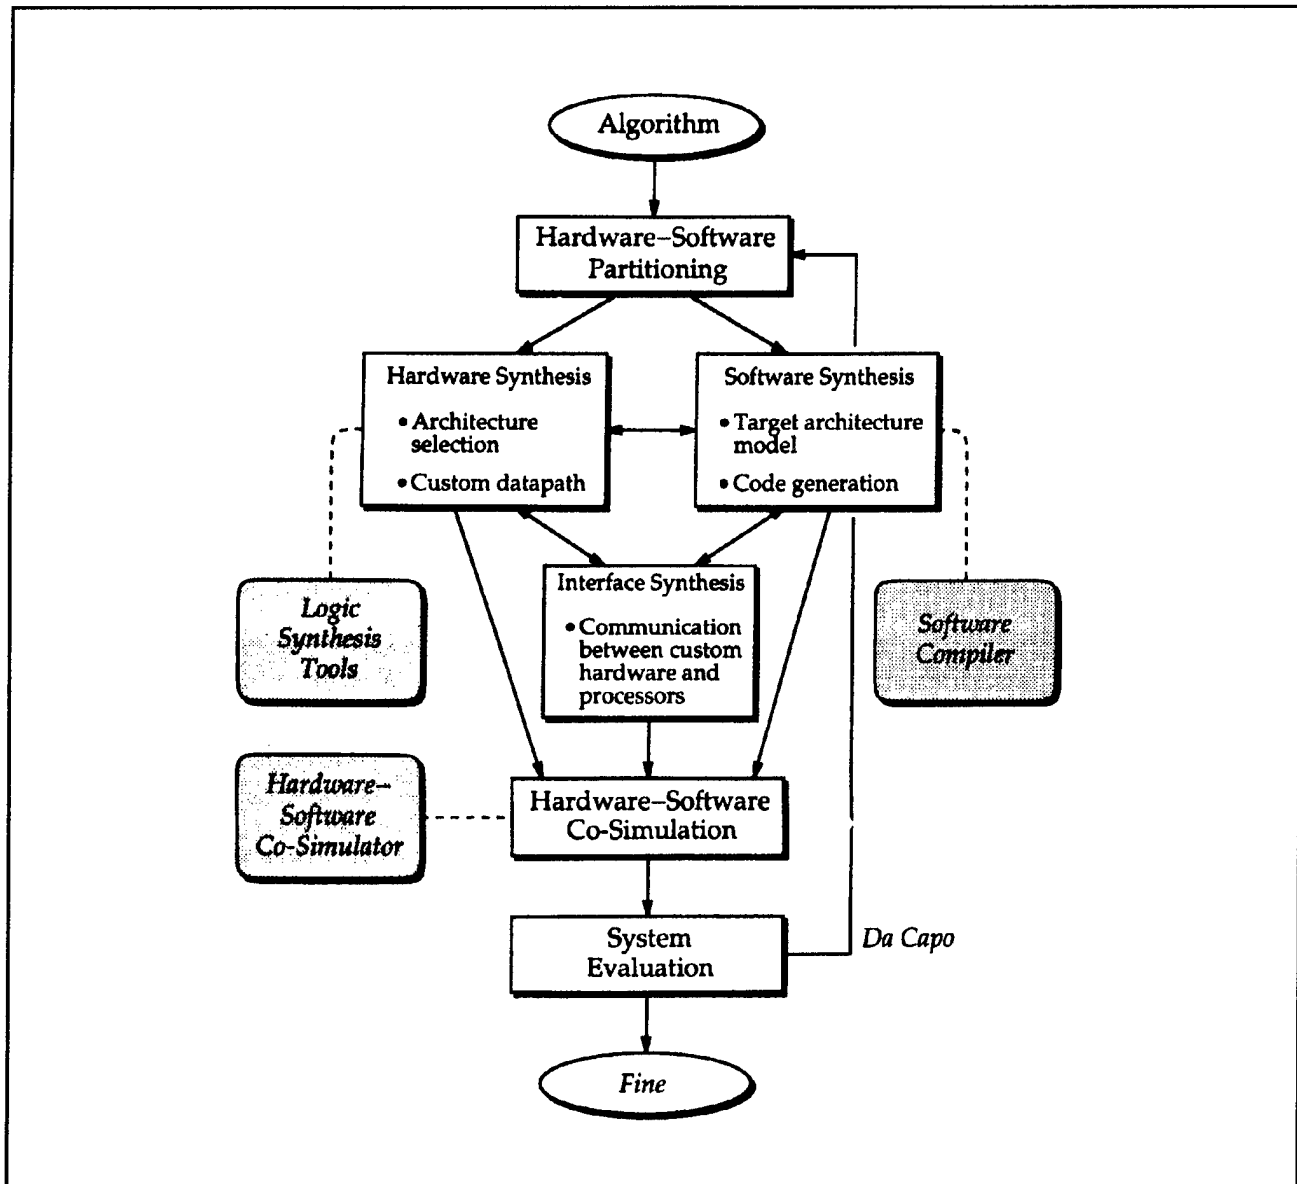 Algorithm
Hardware–Software
Partitioning
Hardware Synthesis
• Architecture
selection
• Custom datapath
Software Synthesis
• Target architecture
model
• Code generation
Logic
Synthesis
Tools
Interface Synthesis
• Communication
between custom
hardware and
processors
Software
Compiler
Hardware–
Software
Co-Simulator
Hardware–Software
Co-Simulation
System
Evaluation
Da Capo
Fine